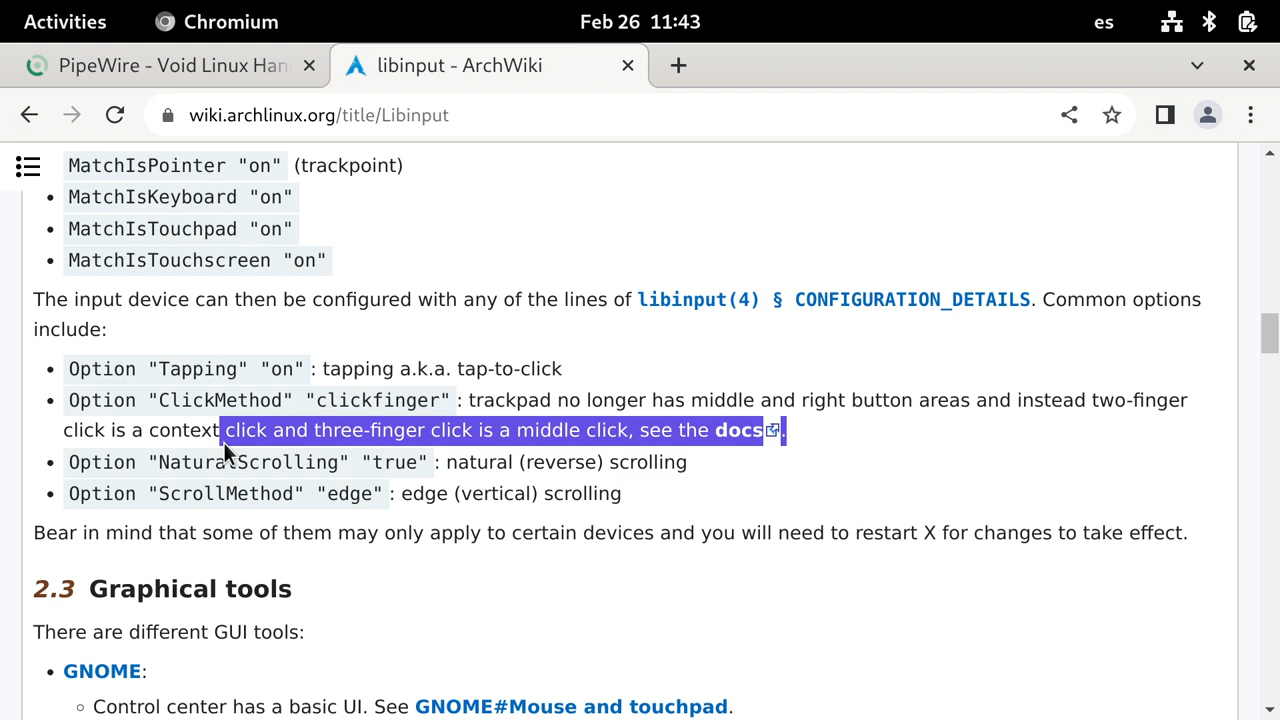 Activities Chromium Feb 26 11:43 es
PipeWire - Void Linux Han libinput - ArchWiki
wiki.archlinux.org/title/Libinput
MatchIsPointer "on" (trackpoint)
• MatchIsKeyboard "on"
• MatchIsTouchpad "on"
• MatchIsTouchscreen "on"
The input device can then be configured with any of the lines of libinput(4) § CONFIGURATION_DETAILS. Common options
include:
• Option "Tapping" "on": tapping a.k.a. tap-to-click
• Option "ClickMethod" "clickfinger": trackpad no longer has middle and right button areas and instead two-finger
click is a context click and three-finger click is a middle click, see the docs.
• Option "NaturalScrolling" "true": natural (reverse) scrolling
• Option "ScrollMethod" "edge": edge (vertical) scrolling
Bear in mind that some of them may only apply to certain devices and you will need to restart X for changes to take effect.
2.3 Graphical tools
There are different GUI tools:
• GNOME:
◦ Control center has a basic UI. See GNOME#Mouse and touchpad.